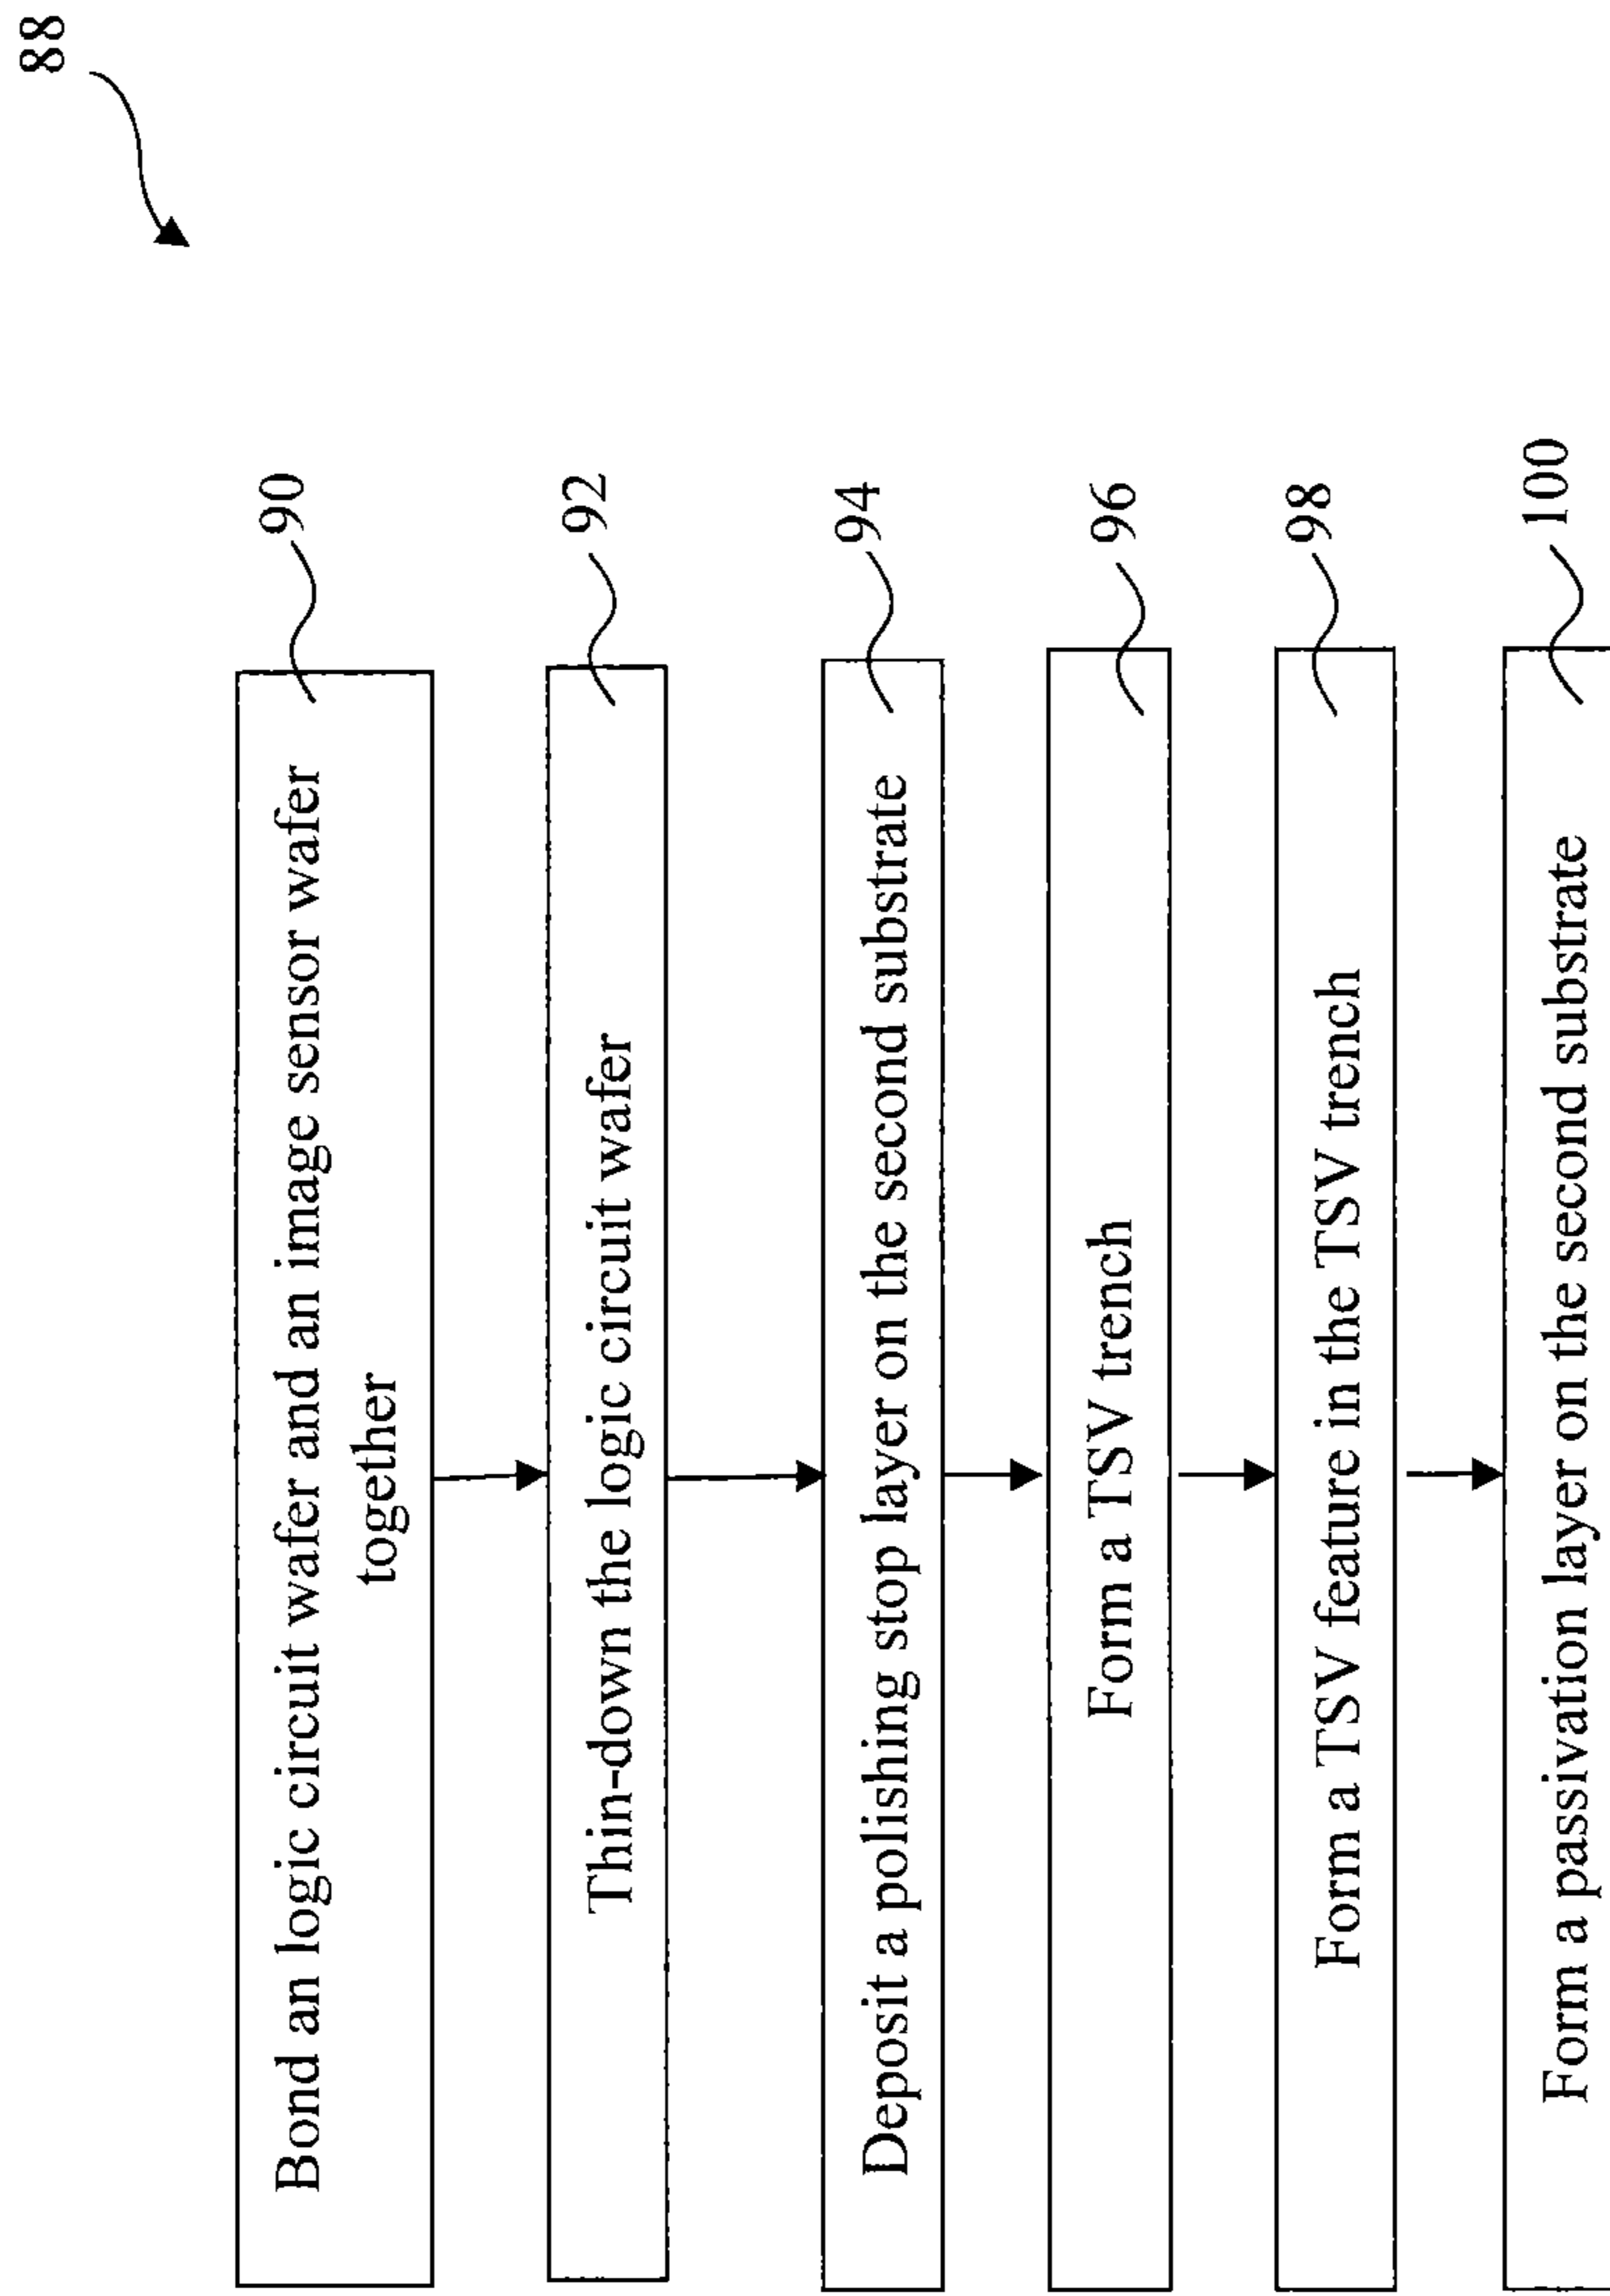 88
Bond an logic circuit wafer and an image sensor wafer
together
90
Thin-down the logic circuit wafer
92
Deposit a polishing stop layer on the second substrate
94
Form a TSV trench
96
Form a TSV feature in the TSV trench
98
Form a passivation layer on the second substrate
100